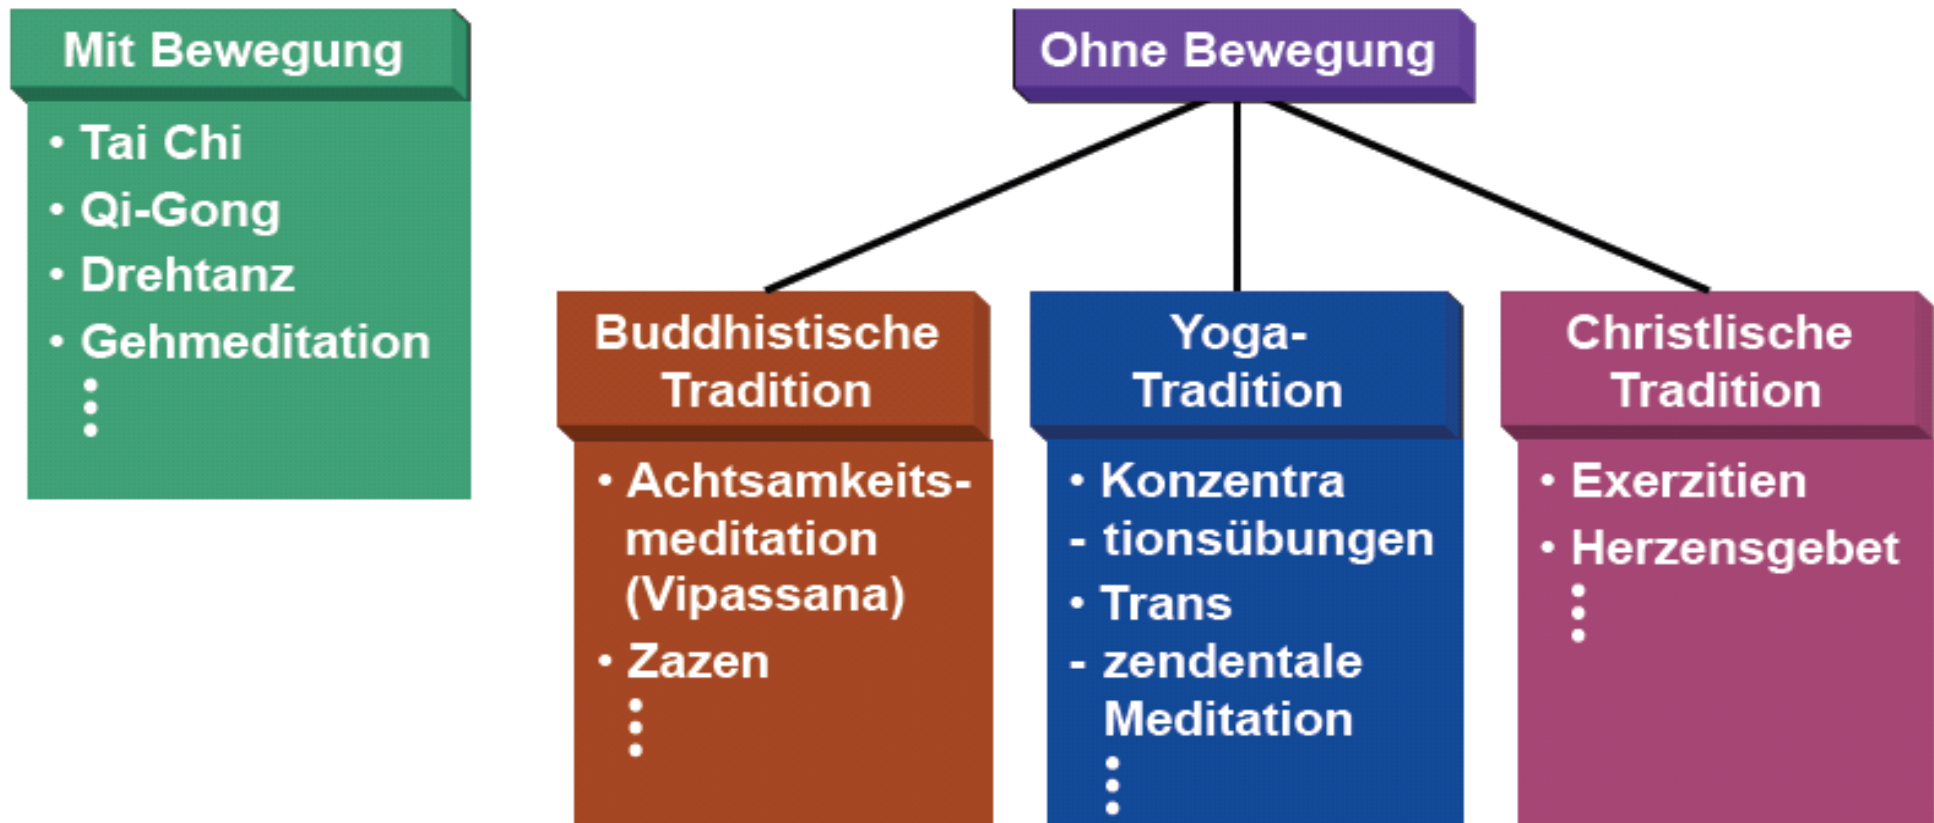 Mit Bewegung
• Tai Chi
• Qi-Gong
• Drehtanz
• Gehmeditation
Ohne Bewegung
Buddhistische
Tradition
• Achtsamkeits-
meditation
(Vipassana)
• Zazen
Yoga-
Tradition
• Konzentra
- tionsübungen
• Trans
- zendentale
Meditation
Christlische
Tradition
• Exerzitien
• Herzensgebet